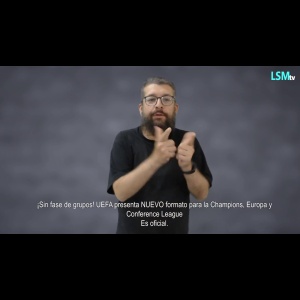 LSMtv
¡Sin fase de grupos! UEFA presenta NUEVO formato para la Champions, Europa y
Conference League
Es oficial.